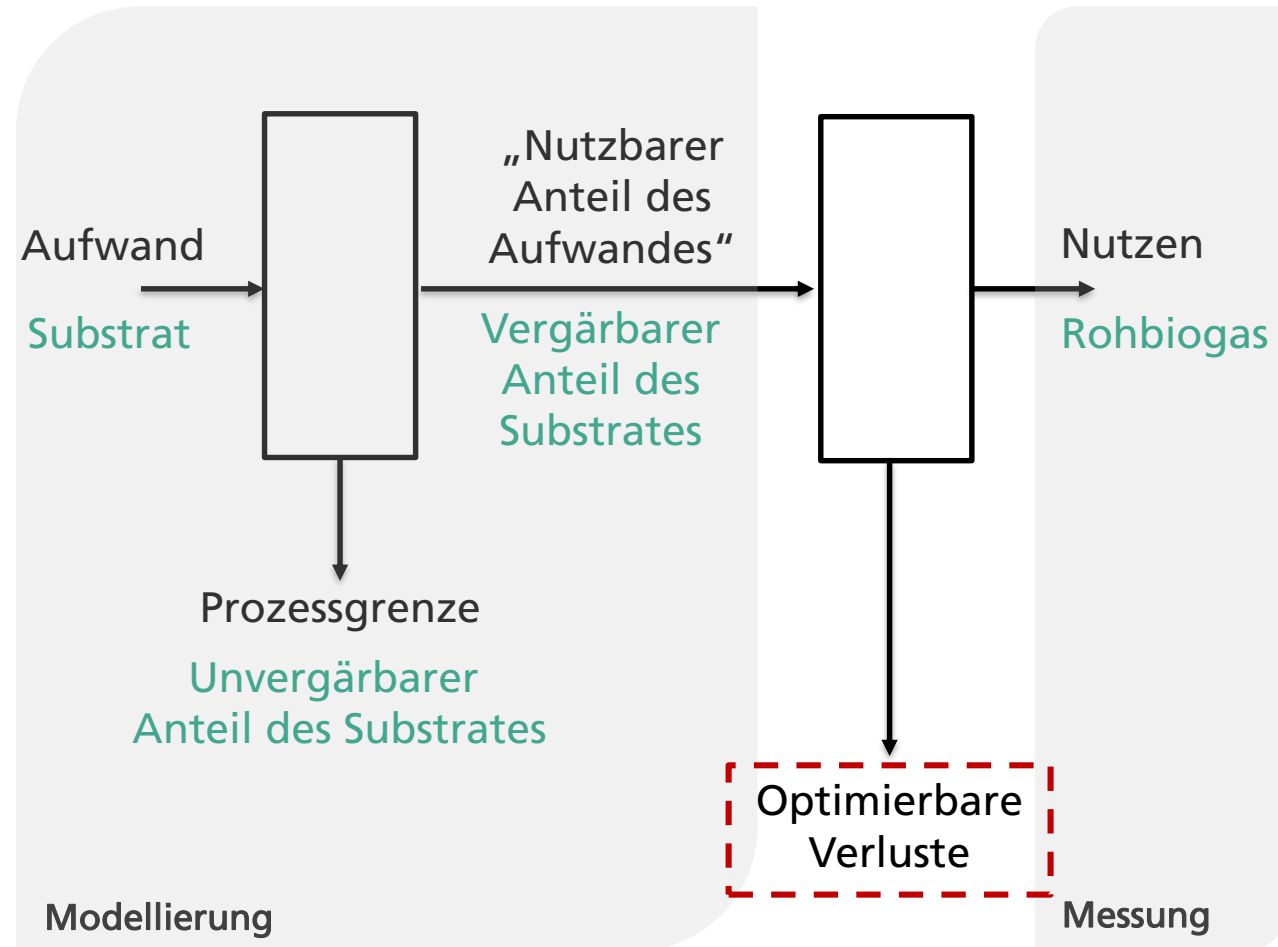 Aufwand
Substrat
„Nutzbarer
Anteil des
Aufwandes“
Vergärbarer
Anteil des
Substrates
Nutzen
Rohbiogas
Prozessgrenze
Unvergärbarer
Anteil des Substrates
Optimierbare
Verluste
Modellierung
Messung